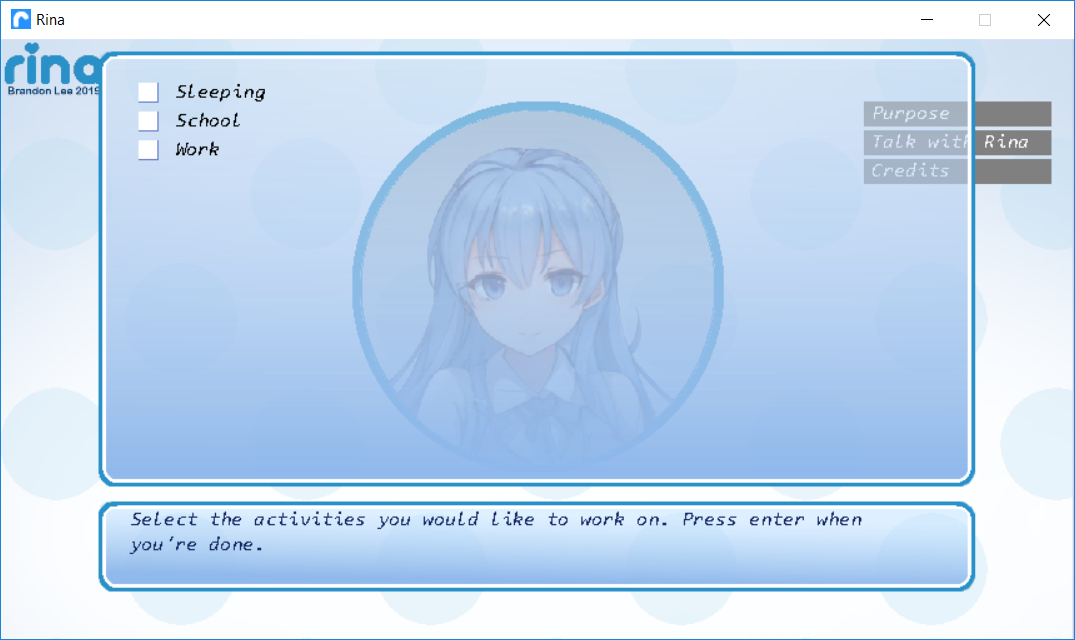 Rina
rina
Brandon Lee 2019
Sleeping
School
Work
Purpose
Talk with Rina
Credits
Select the activities you would like to work on. Press enter when
you're done.